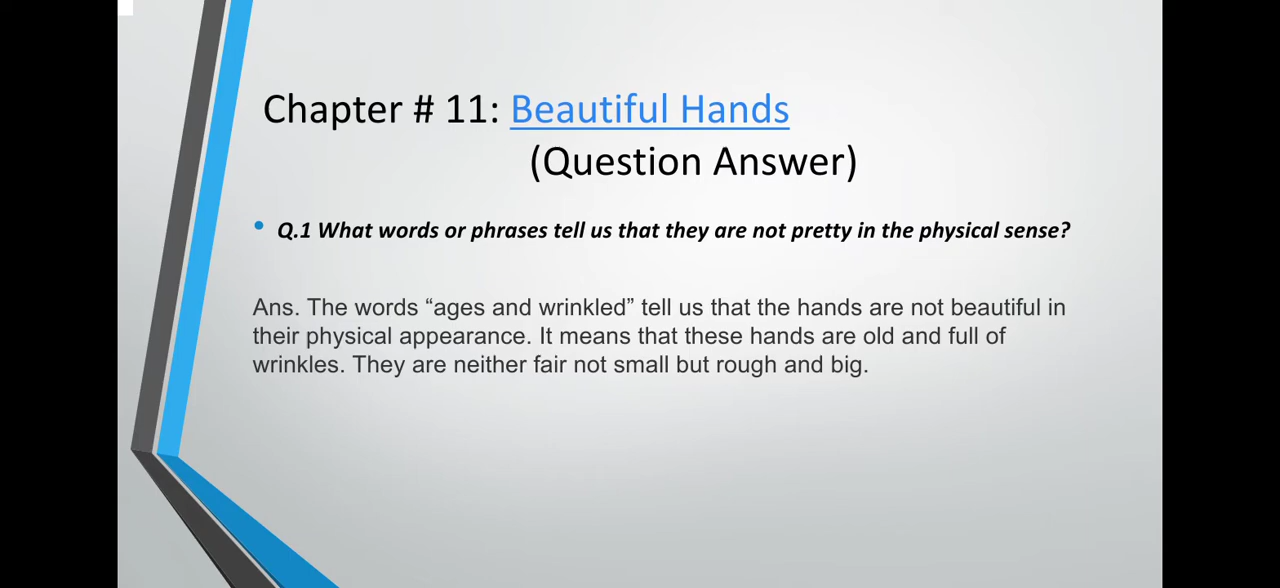 Chapter # 11: Beautiful Hands
(Question Answer)
• Q.1 What words or phrases tell us that they are not pretty in the physical sense?
Ans. The words “ages and wrinkled” tell us that the hands are not beautiful in
their physical appearance. It means that these hands are old and full of
wrinkles. They are neither fair not small but rough and big.